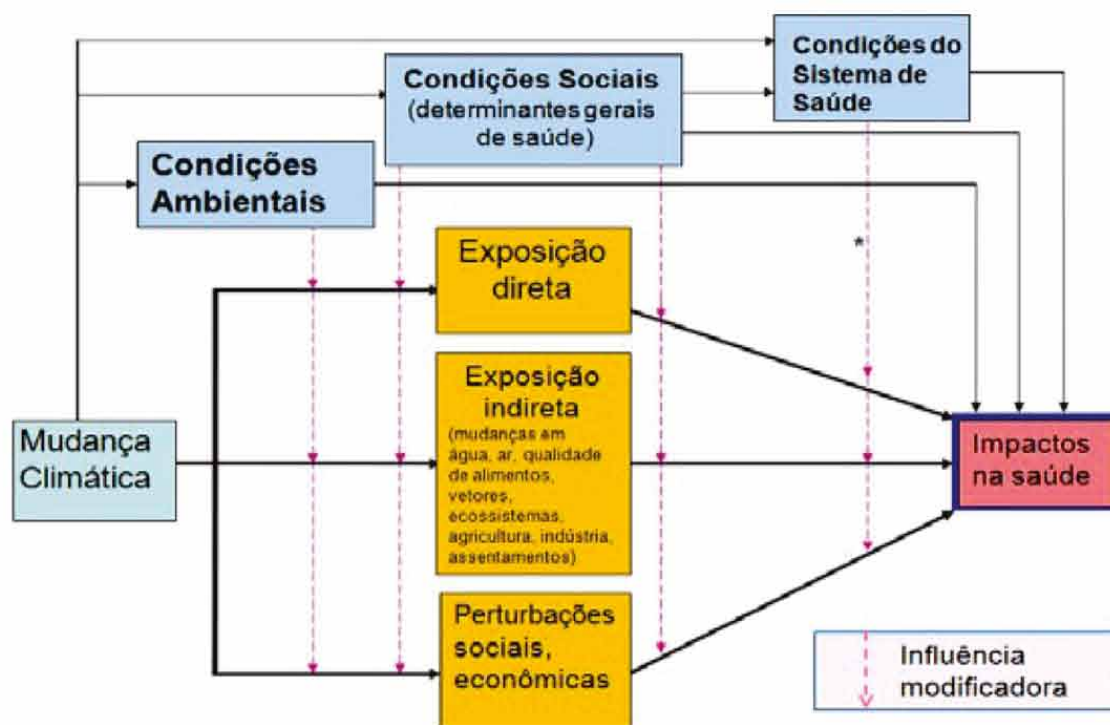 Condições do
Sistema de
Saúde
Condições Sociais
(determinantes gerais
de saúde)
Condições
Ambientais
*
Exposição
direta
Exposição
indireta
(mudanças em
água, ar, qualidade
de alimentos,
vetores,
ecossistemas,
agricultura, indústria,
assentamentos)
Mudança
Climática
Impactos
na saúde
Perturbações
sociais,
econômicas
Influência
modificadora